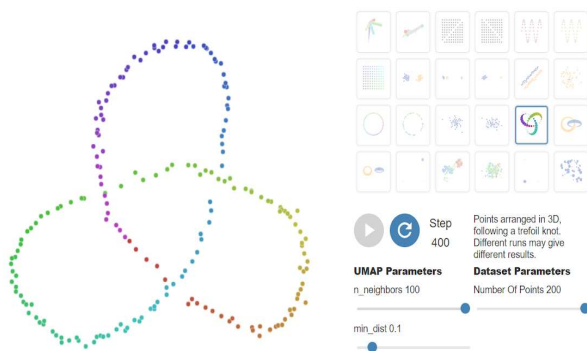 Step
400
Points arranged in 3D,
following a trefoil knot.
Different runs may give
different results.
UMAP Parameters
Dataset Parameters
n_neighbors 100
Number Of Points 200
min_dist 0.1